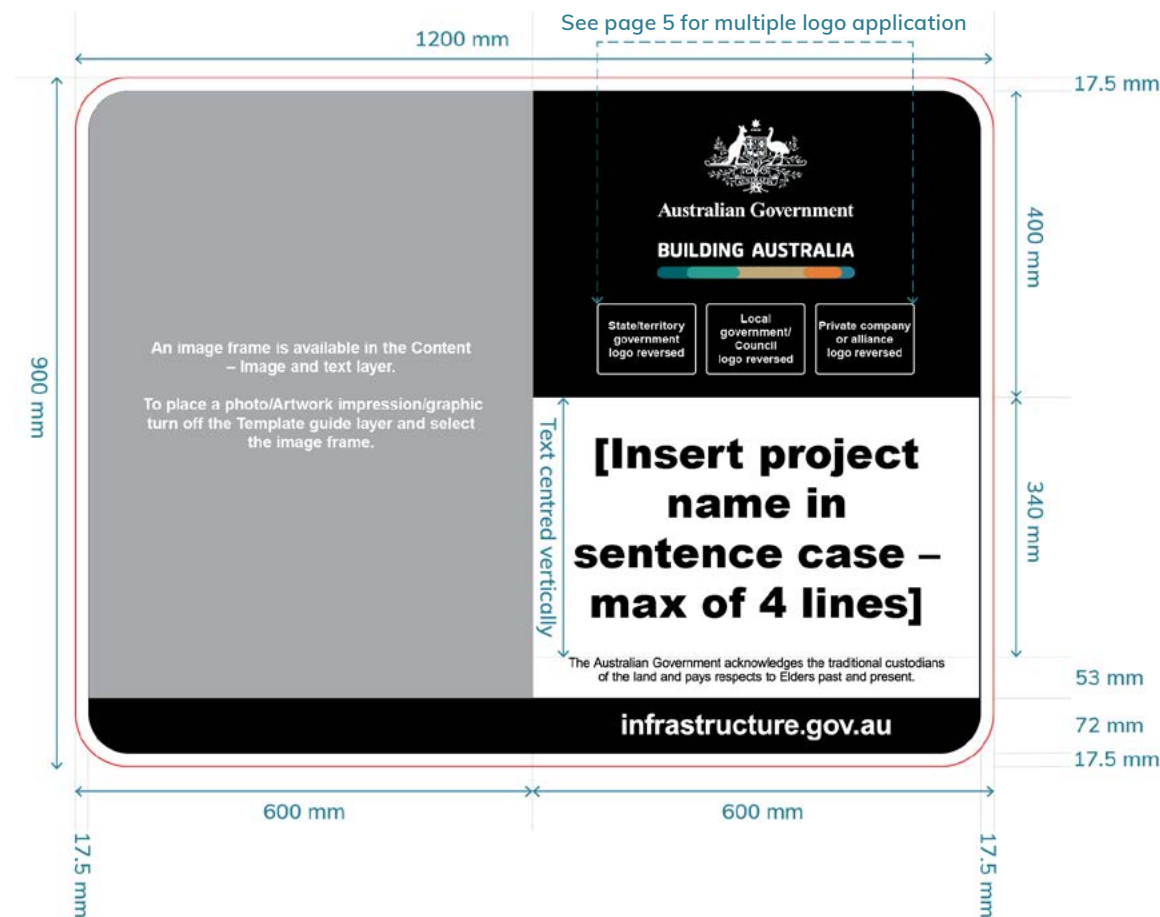 See page 5 for multiple logo application
1200 mm
17.5 mm
Australian Government
BUILDING AUSTRALIA
400 mm
State/territory
government
logo reversed
Local
government/
Council
logo reversed
Private company
or alliance
logo reversed
An image frame is available in the Content
– Image and text layer.
To place a photo/Artwork impression/graphic
turn off the Template guide layer and select
the image frame.
900 mm
Text centred vertically
[Insert project
name in
sentence case –
max of 4 lines]
340 mm
The Australian Government acknowledges the traditional custodians
of the land and pays respects to Elders past and present.
53 mm
infrastructure.gov.au
72 mm
17.5 mm
600 mm
600 mm
17.5 mm
17.5 mm